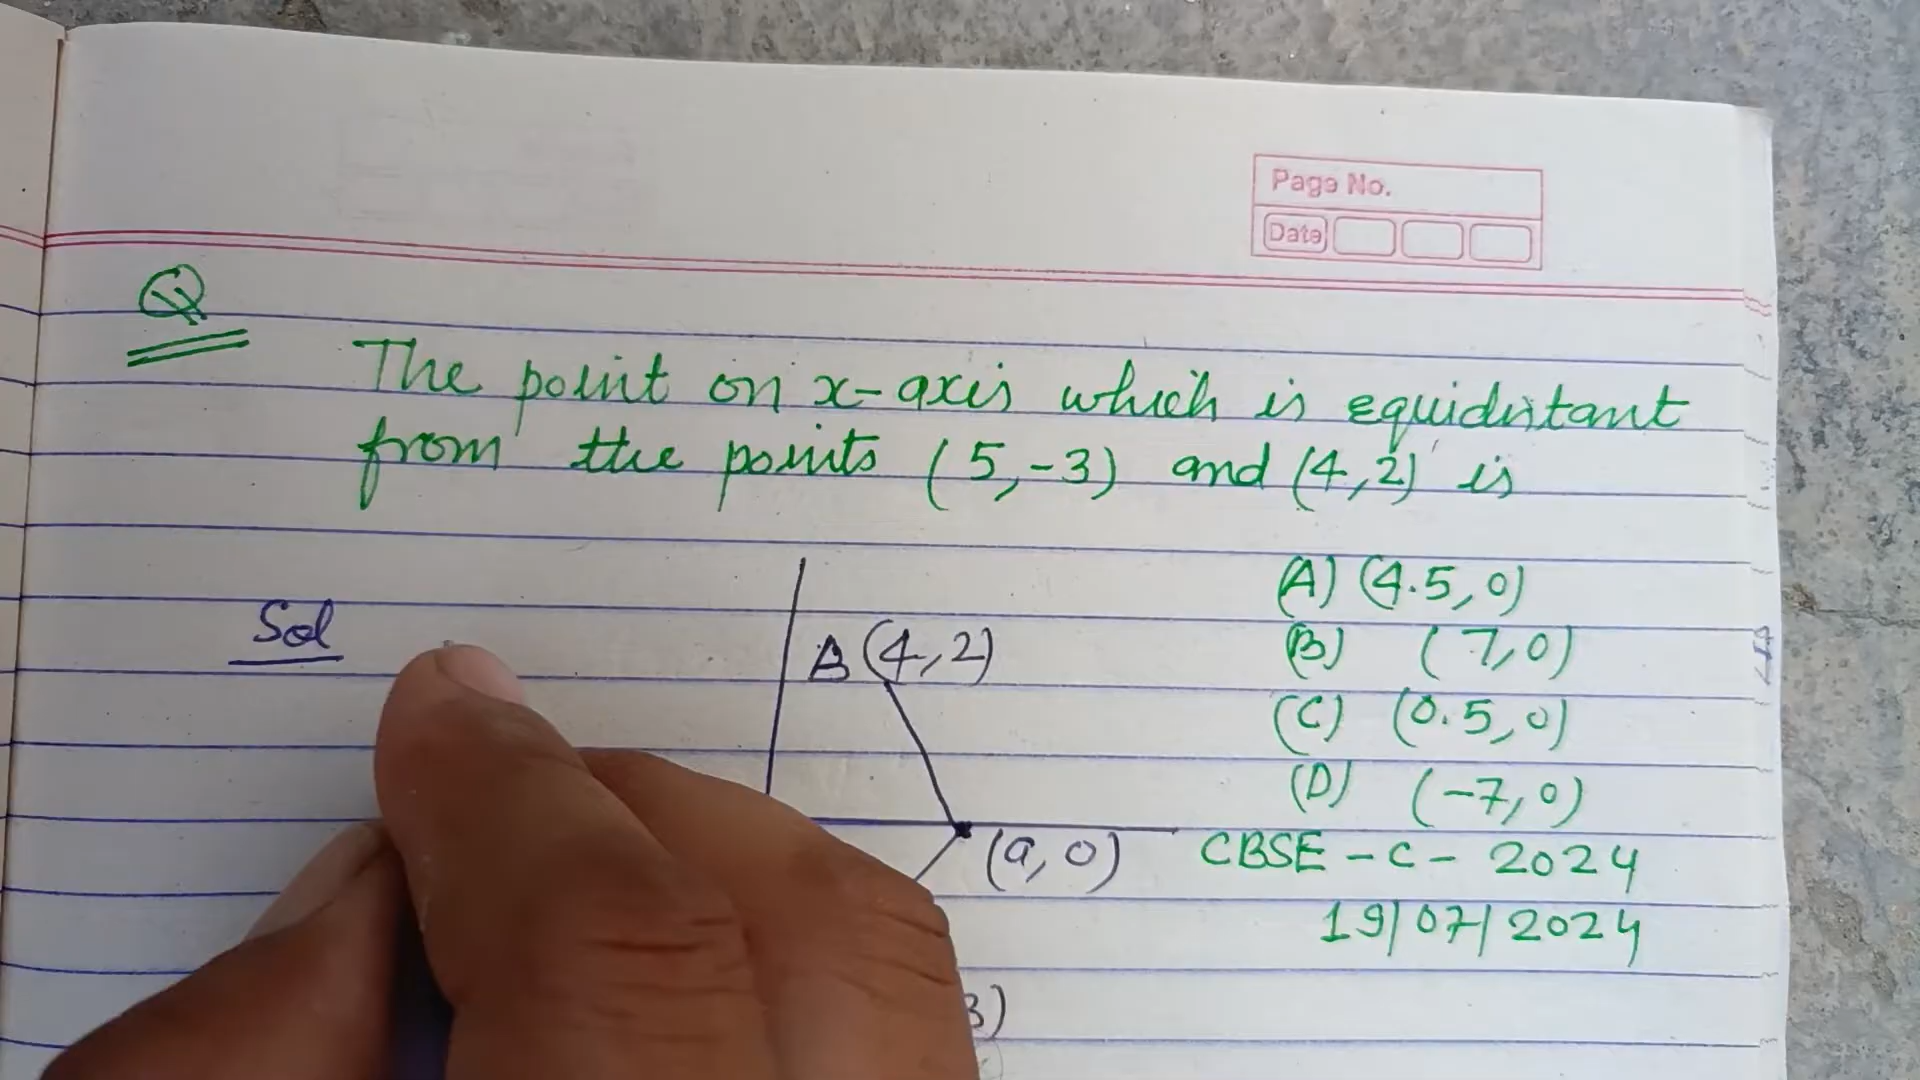 Page No.
Date
Q
The point on x-axis which is equidistant
from the points (5,-3) and (4,2) is
Sol
(A) (4.5,0)
A (4,2)
(B) (7,0)
(C) (0.5,0)
(D) (-7,0)
(a,0)
CBSE-C-2024
19/07/2024
3)